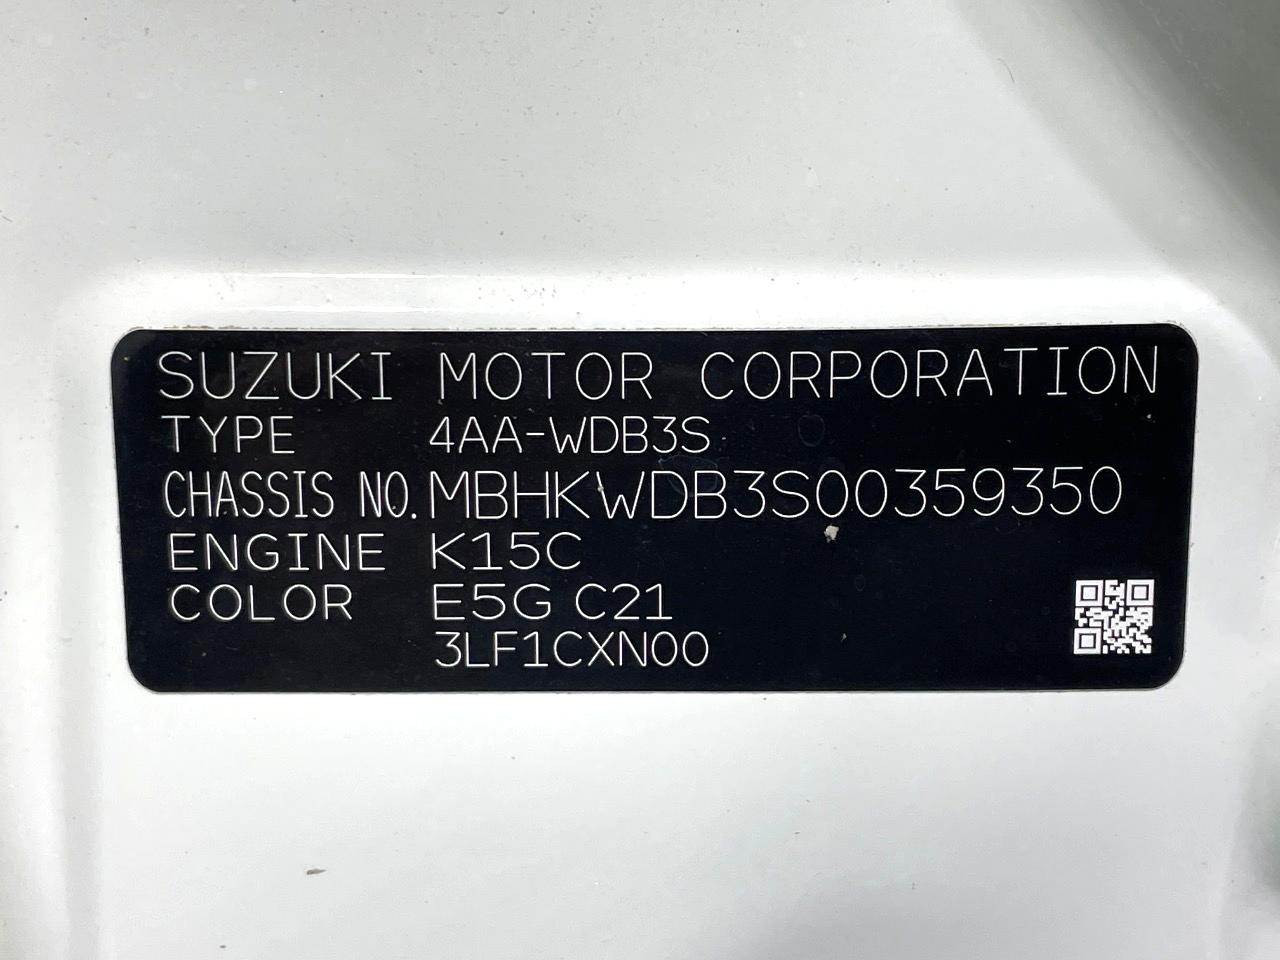 SUZUKI MOTOR CORPORATION
TYPE 4AA-WDB3S
CHASSIS NO. MBHKWDB3S00359350
ENGINE K15C
COLOR E5G C21
3LF1CXN00